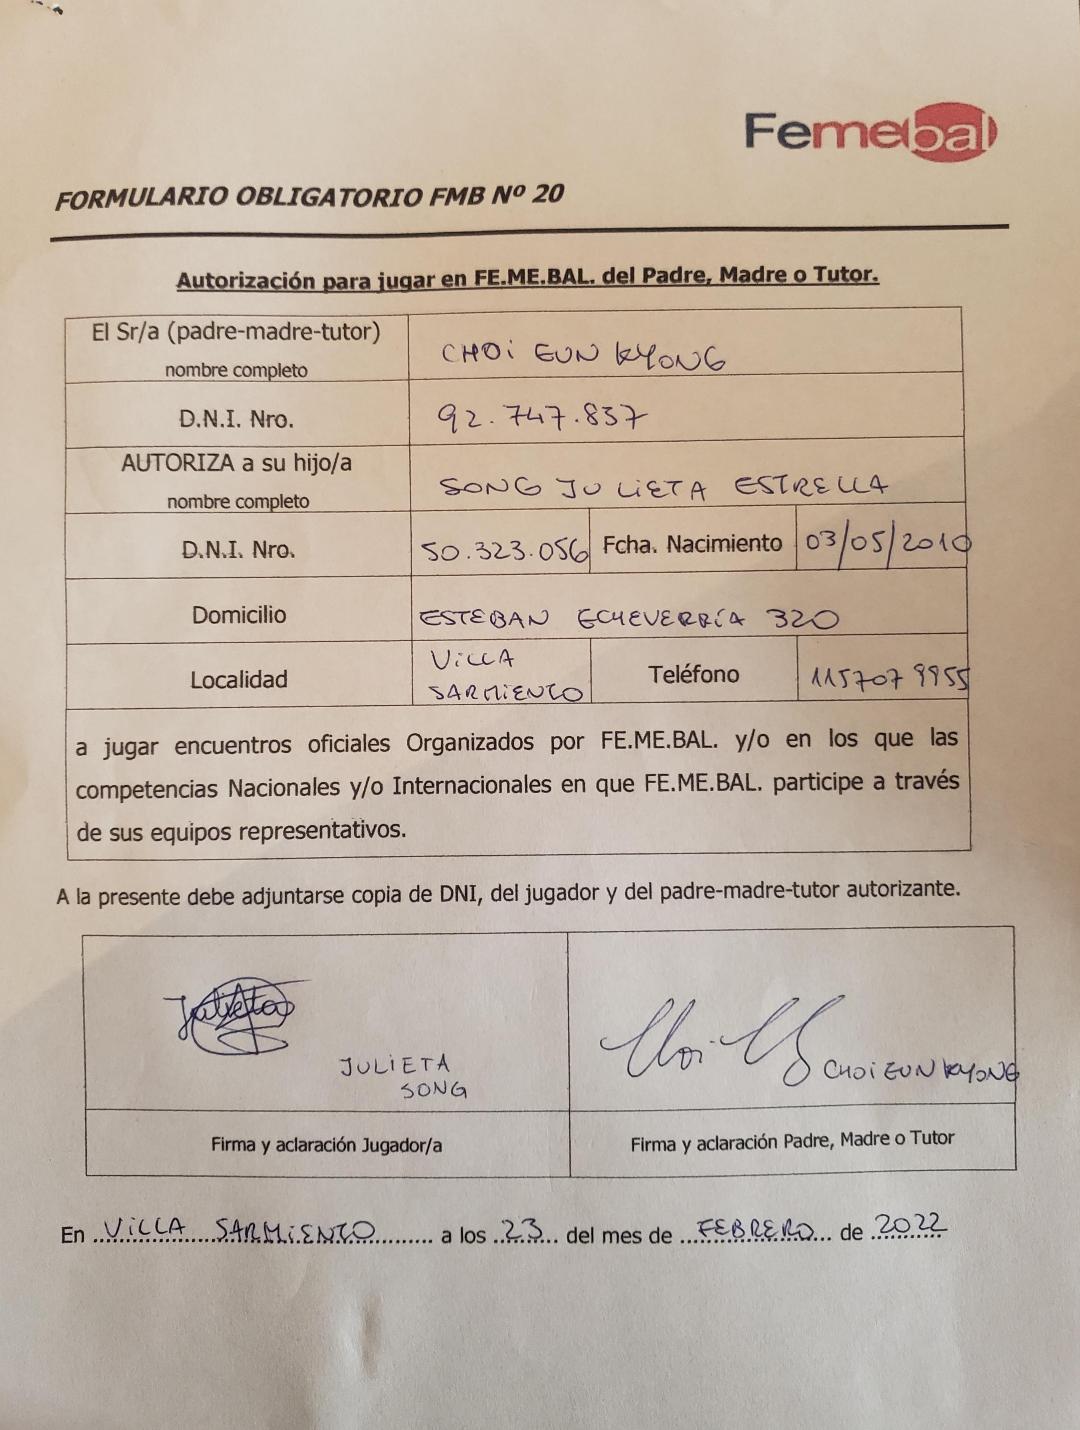 Femebal
FORMULARIO OBLIGATORIO FMB Nº 20
Autorización para jugar en FE.ME.BAL. del Padre, Madre o Tutor.
El Sr/a (padre-madre-tutor)
nombre completo
CHOI EUN KYONG
D.N.I. Nro.
92.747.837
AUTORIZA a su hijo/a
nombre completo
SONG JULIETA ESTRELLA
D.N.I. Nro.
50.323.056
Fcha. Nacimiento
03/05/2010
Domicilio
ESTEBAN ECHEVERRÍA 320
Localidad
VILLA
SARMIENTO
Teléfono
1157079955
a jugar encuentros oficiales Organizados por FE.ME.BAL. y/o en los que las
competencias Nacionales y/o Internacionales en que FE.ME.BAL. participe a través
de sus equipos representativos.
A la presente debe adjuntarse copia de DNI, del jugador y del padre-madre-tutor autorizante.
Julieta
JULIETA
SONG
Choi
CHOI EUN KYONG
Firma y aclaración Jugador/a
Firma y aclaración Padre, Madre o Tutor
En VILLA SARMIENTO a los 23 del mes de FEBRERO de 2022